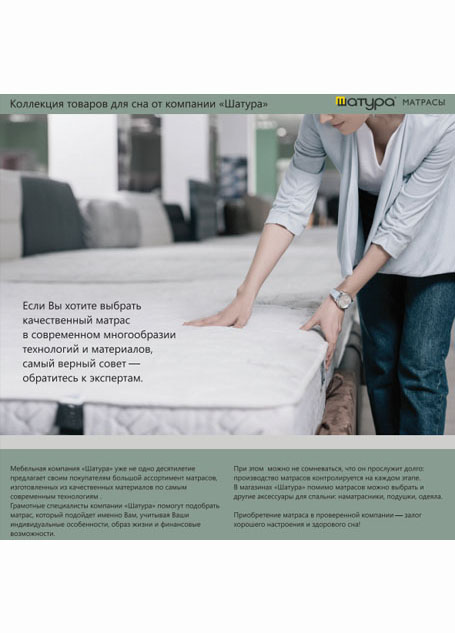 Коллекция товаров для сна от компании «Шатура»
Шатура МАТРАСЫ
Если Вы хотите выбрать
качественный матрас
в современном многообразии
технологий и материалов,
самый верный совет —
обратитесь к экспертам.
Мебельная компания «Шатура» уже не одно десятилетие
предлагает своим покупателям большой ассортимент матрасов,
изготовленных из качественных материалов по самым
современным технологиям .
Грамотные специалисты компании «Шатура» помогут подобрать
матрас, который подойдет именно Вам, учитывая Ваши
индивидуальные особенности, образ жизни и финансовые
возможности.
При этом можно не сомневаться, что он прослужит долго:
производство матрасов контролируется на каждом этапе.
В магазинах «Шатура» помимо матрасов можно выбрать и
другие аксессуары для спальни: наматрасники, подушки, одеяла.
Приобретение матраса в проверенной компании — залог
хорошего настроения и здорового сна!